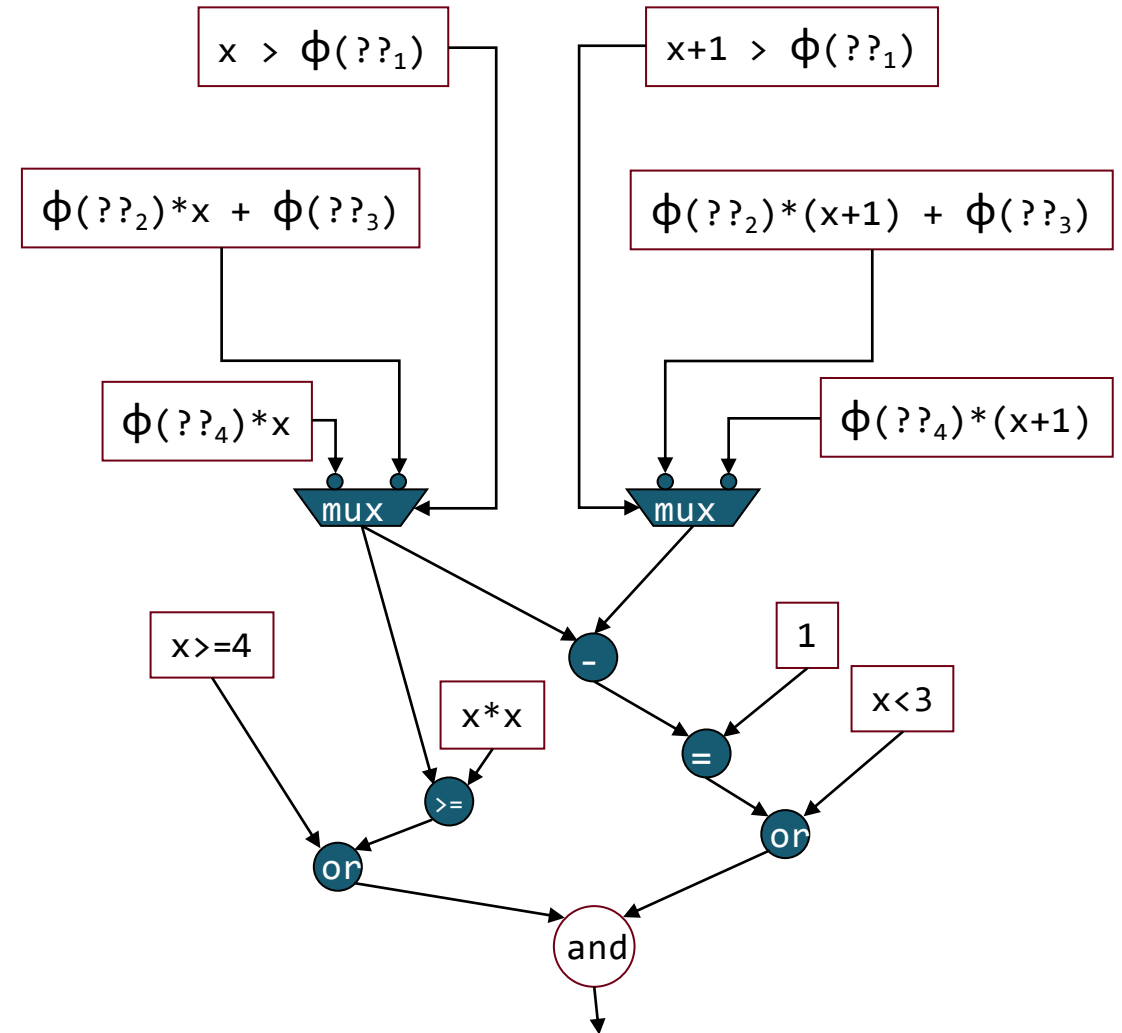 x > ϕ(??₁)
x+1 > ϕ(??₁)
ϕ(??₂)*x + ϕ(??₃)
ϕ(??₂)*(x+1) + ϕ(??₃)
ϕ(??₄)*x
ϕ(??₄)*(x+1)
mux
mux
x>=4
-
1
x*x
x<3
=
>=
or
or
and